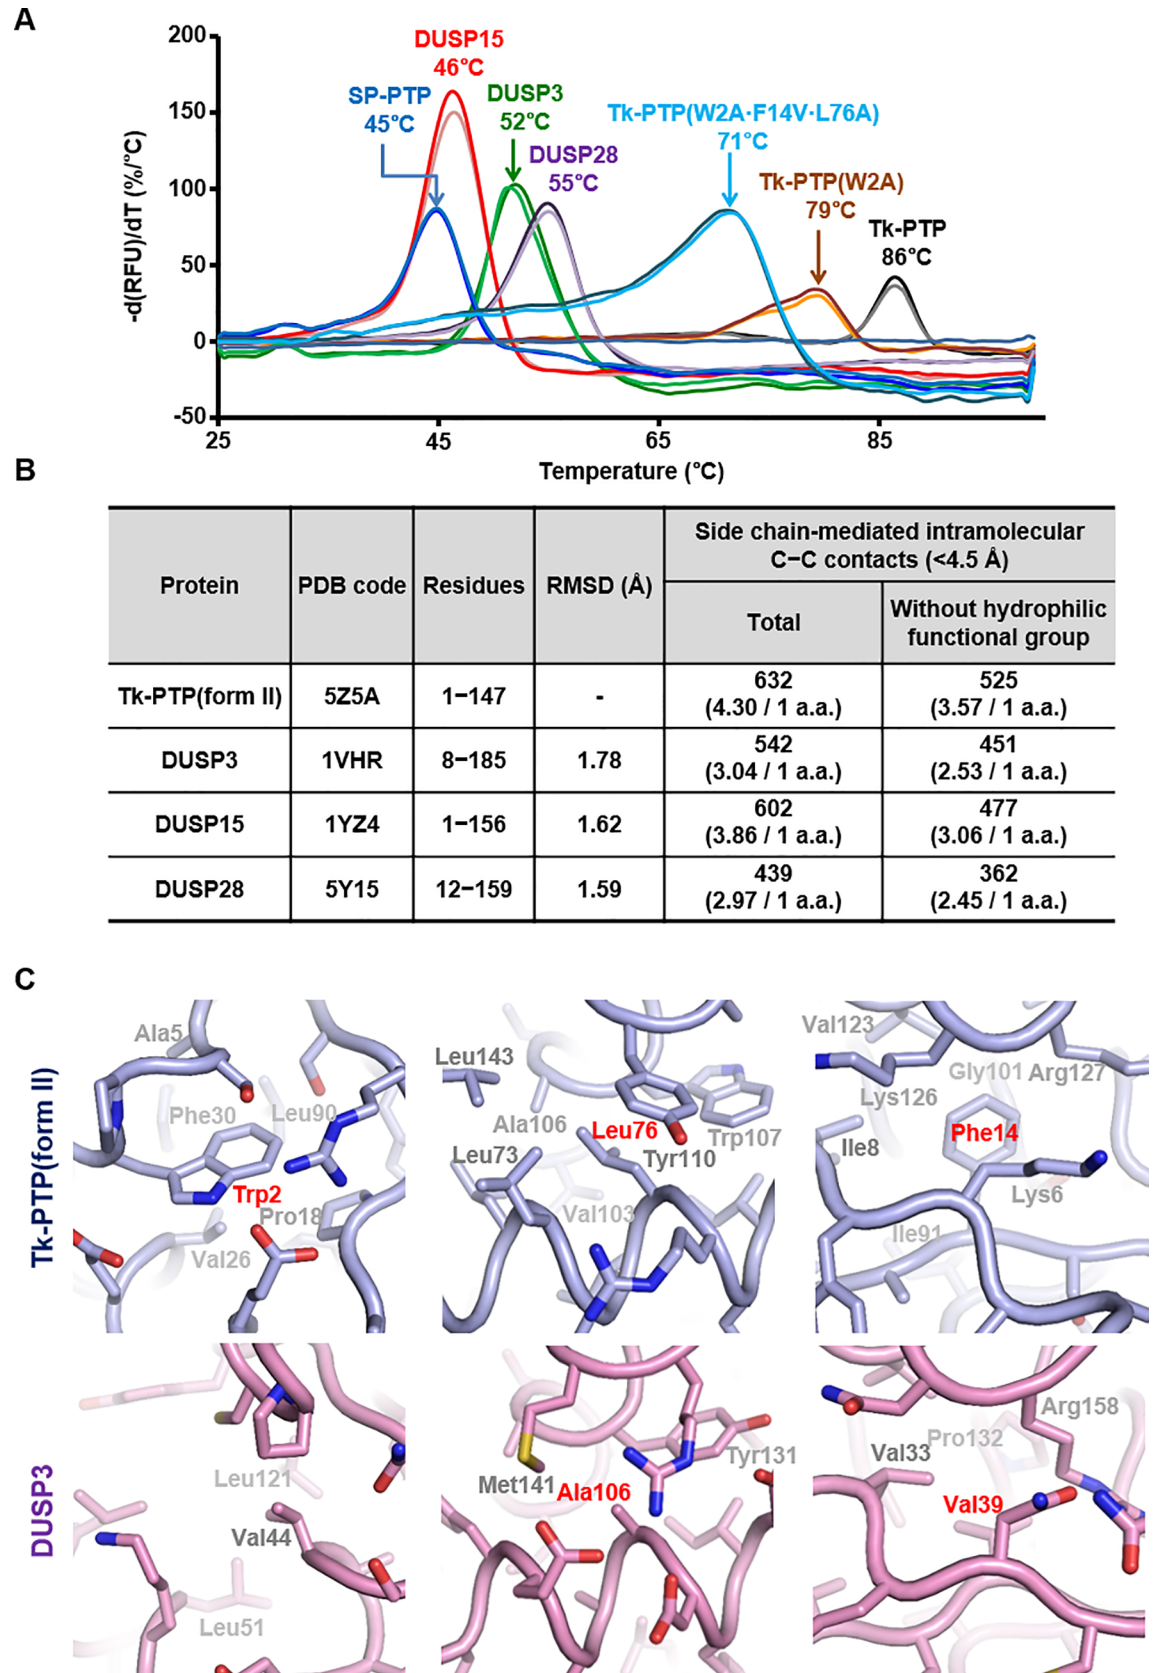 A
200
150
100
50
0
-50
-d(RFU)/dT (%/°C)
DUSP15
46°C
SP-PTP
45°C
DUSP3
52°C
DUSP28
55°C
Tk-PTP(W2A·F14V·L76A)
71°C
Tk-PTP(W2A)
79°C
Tk-PTP
86°C
25
45
65
85
Temperature (°C)
B
Protein
PDB code
Residues
RMSD (Å)
Side chain-mediated intramolecular
C−C contacts (<4.5 Å)
Total
Without hydrophilic
functional group
Tk-PTP(form II)
5Z5A
1−147
-
632
(4.30 / 1 a.a.)
525
(3.57 / 1 a.a.)
DUSP3
1VHR
8−185
1.78
542
(3.04 / 1 a.a.)
451
(2.53 / 1 a.a.)
DUSP15
1YZ4
1−156
1.62
602
(3.86 / 1 a.a.)
477
(3.06 / 1 a.a.)
DUSP28
5Y15
12−159
1.59
439
(2.97 / 1 a.a.)
362
(2.45 / 1 a.a.)
C
Tk-PTP(form II)
Ala5
Phe30
Leu90
Trp2
Pro18
Val26
Leu143
Ala106
Leu76
Trp107
Leu73
Tyr110
Val103
Val123
Gly101
Arg127
Lys126
Phe14
Ile8
Lys6
Ile91
DUSP3
Leu121
Val44
Leu51
Tyr131
Met141
Ala106
Arg158
Pro132
Val33
Val39